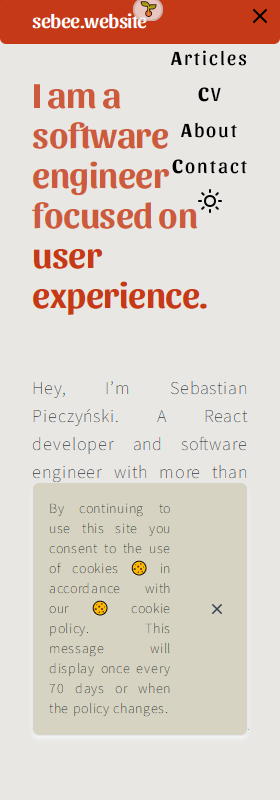 sebee.website
Articles
CV
About
Contact
I am a
software
engineer
focused on
user
experience.
Hey, I’m Sebastian
Pieczyński. A React
developer and software
engineer with more than
By continuing to
use this site you
consent to the use
of cookies 🍪 in
accordance with
our 🍪 cookie
policy. This
message will
display once every
70 days or when
the policy changes.